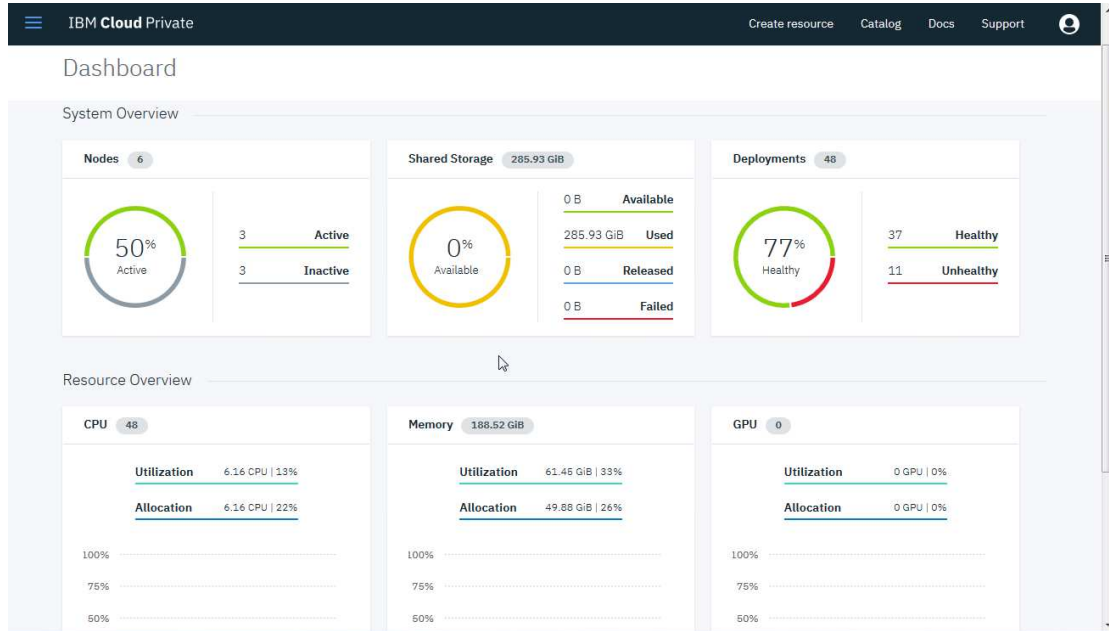 IBM Cloud Private
Create resource Catalog Docs Support
Dashboard
System Overview
Nodes 6
50%
Active
3 Active
3 Inactive
Shared Storage 285.93 GiB
0%
Available
0 B Available
285.93 GiB Used
0 B Released
0 B Failed
Deployments 48
77%
Healthy
37 Healthy
11 Unhealthy
Resource Overview
CPU 48
Utilization 6.16 CPU | 13%
Allocation 6.16 CPU | 22%
100%
75%
50%
Memory 188.52 GiB
Utilization 61.45 GiB | 33%
Allocation 49.88 GiB | 26%
100%
75%
50%
GPU 0
Utilization 0 GPU | 0%
Allocation 0 GPU | 0%
100%
75%
50%